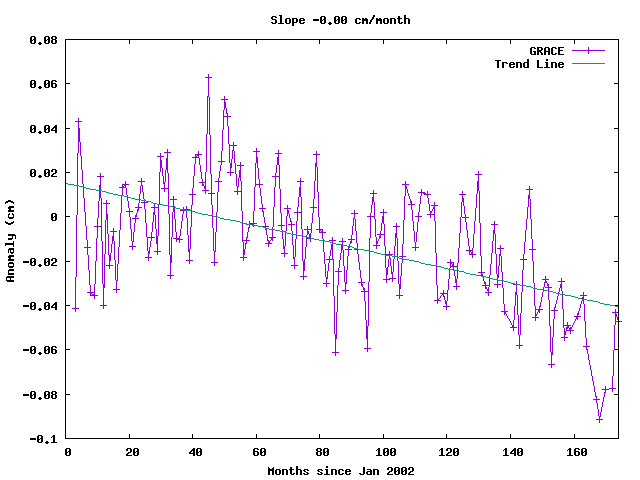 Slope -0.00 cm/month
GRACE
Trend Line
0.08
0.06
0.04
0.02
0
-0.02
-0.04
-0.06
-0.08
-0.1
Anomaly (cm)
0 20 40 60 80 100 120 140 160
Months since Jan 2002